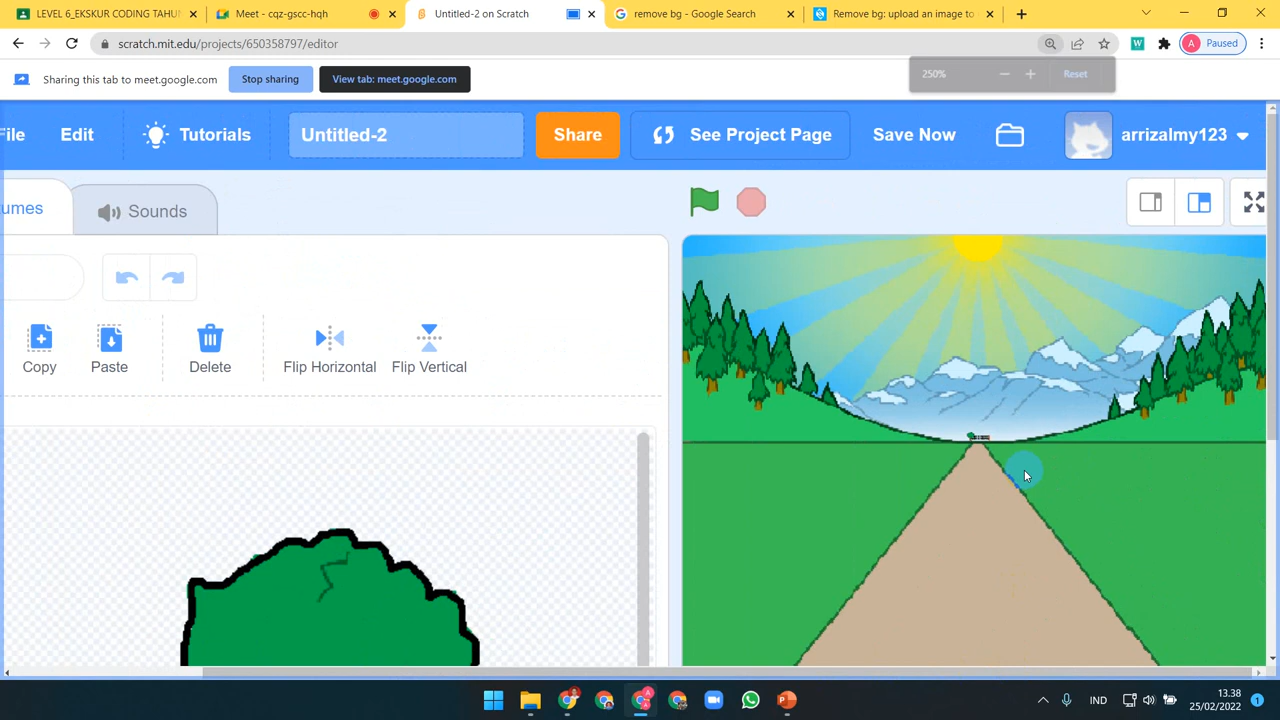 LEVEL 6_EKSKUR CODING TAHU
Meet - cqz-gscc-hqh
Untitled-2 on Scratch
remove bg - Google Search
Remove bg: upload an image to
scratch.mit.edu/projects/650358797/editor
A
Paused
Sharing this tab to meet.google.com
Stop sharing
View tab: meet.google.com
250%
Reset
File
Edit
Tutorials
Untitled-2
Share
See Project Page
Save Now
arrizalmy123
umes
Sounds
Copy
Paste
Delete
Flip Horizontal
Flip Vertical
IND
13.38
25/02/2022
1